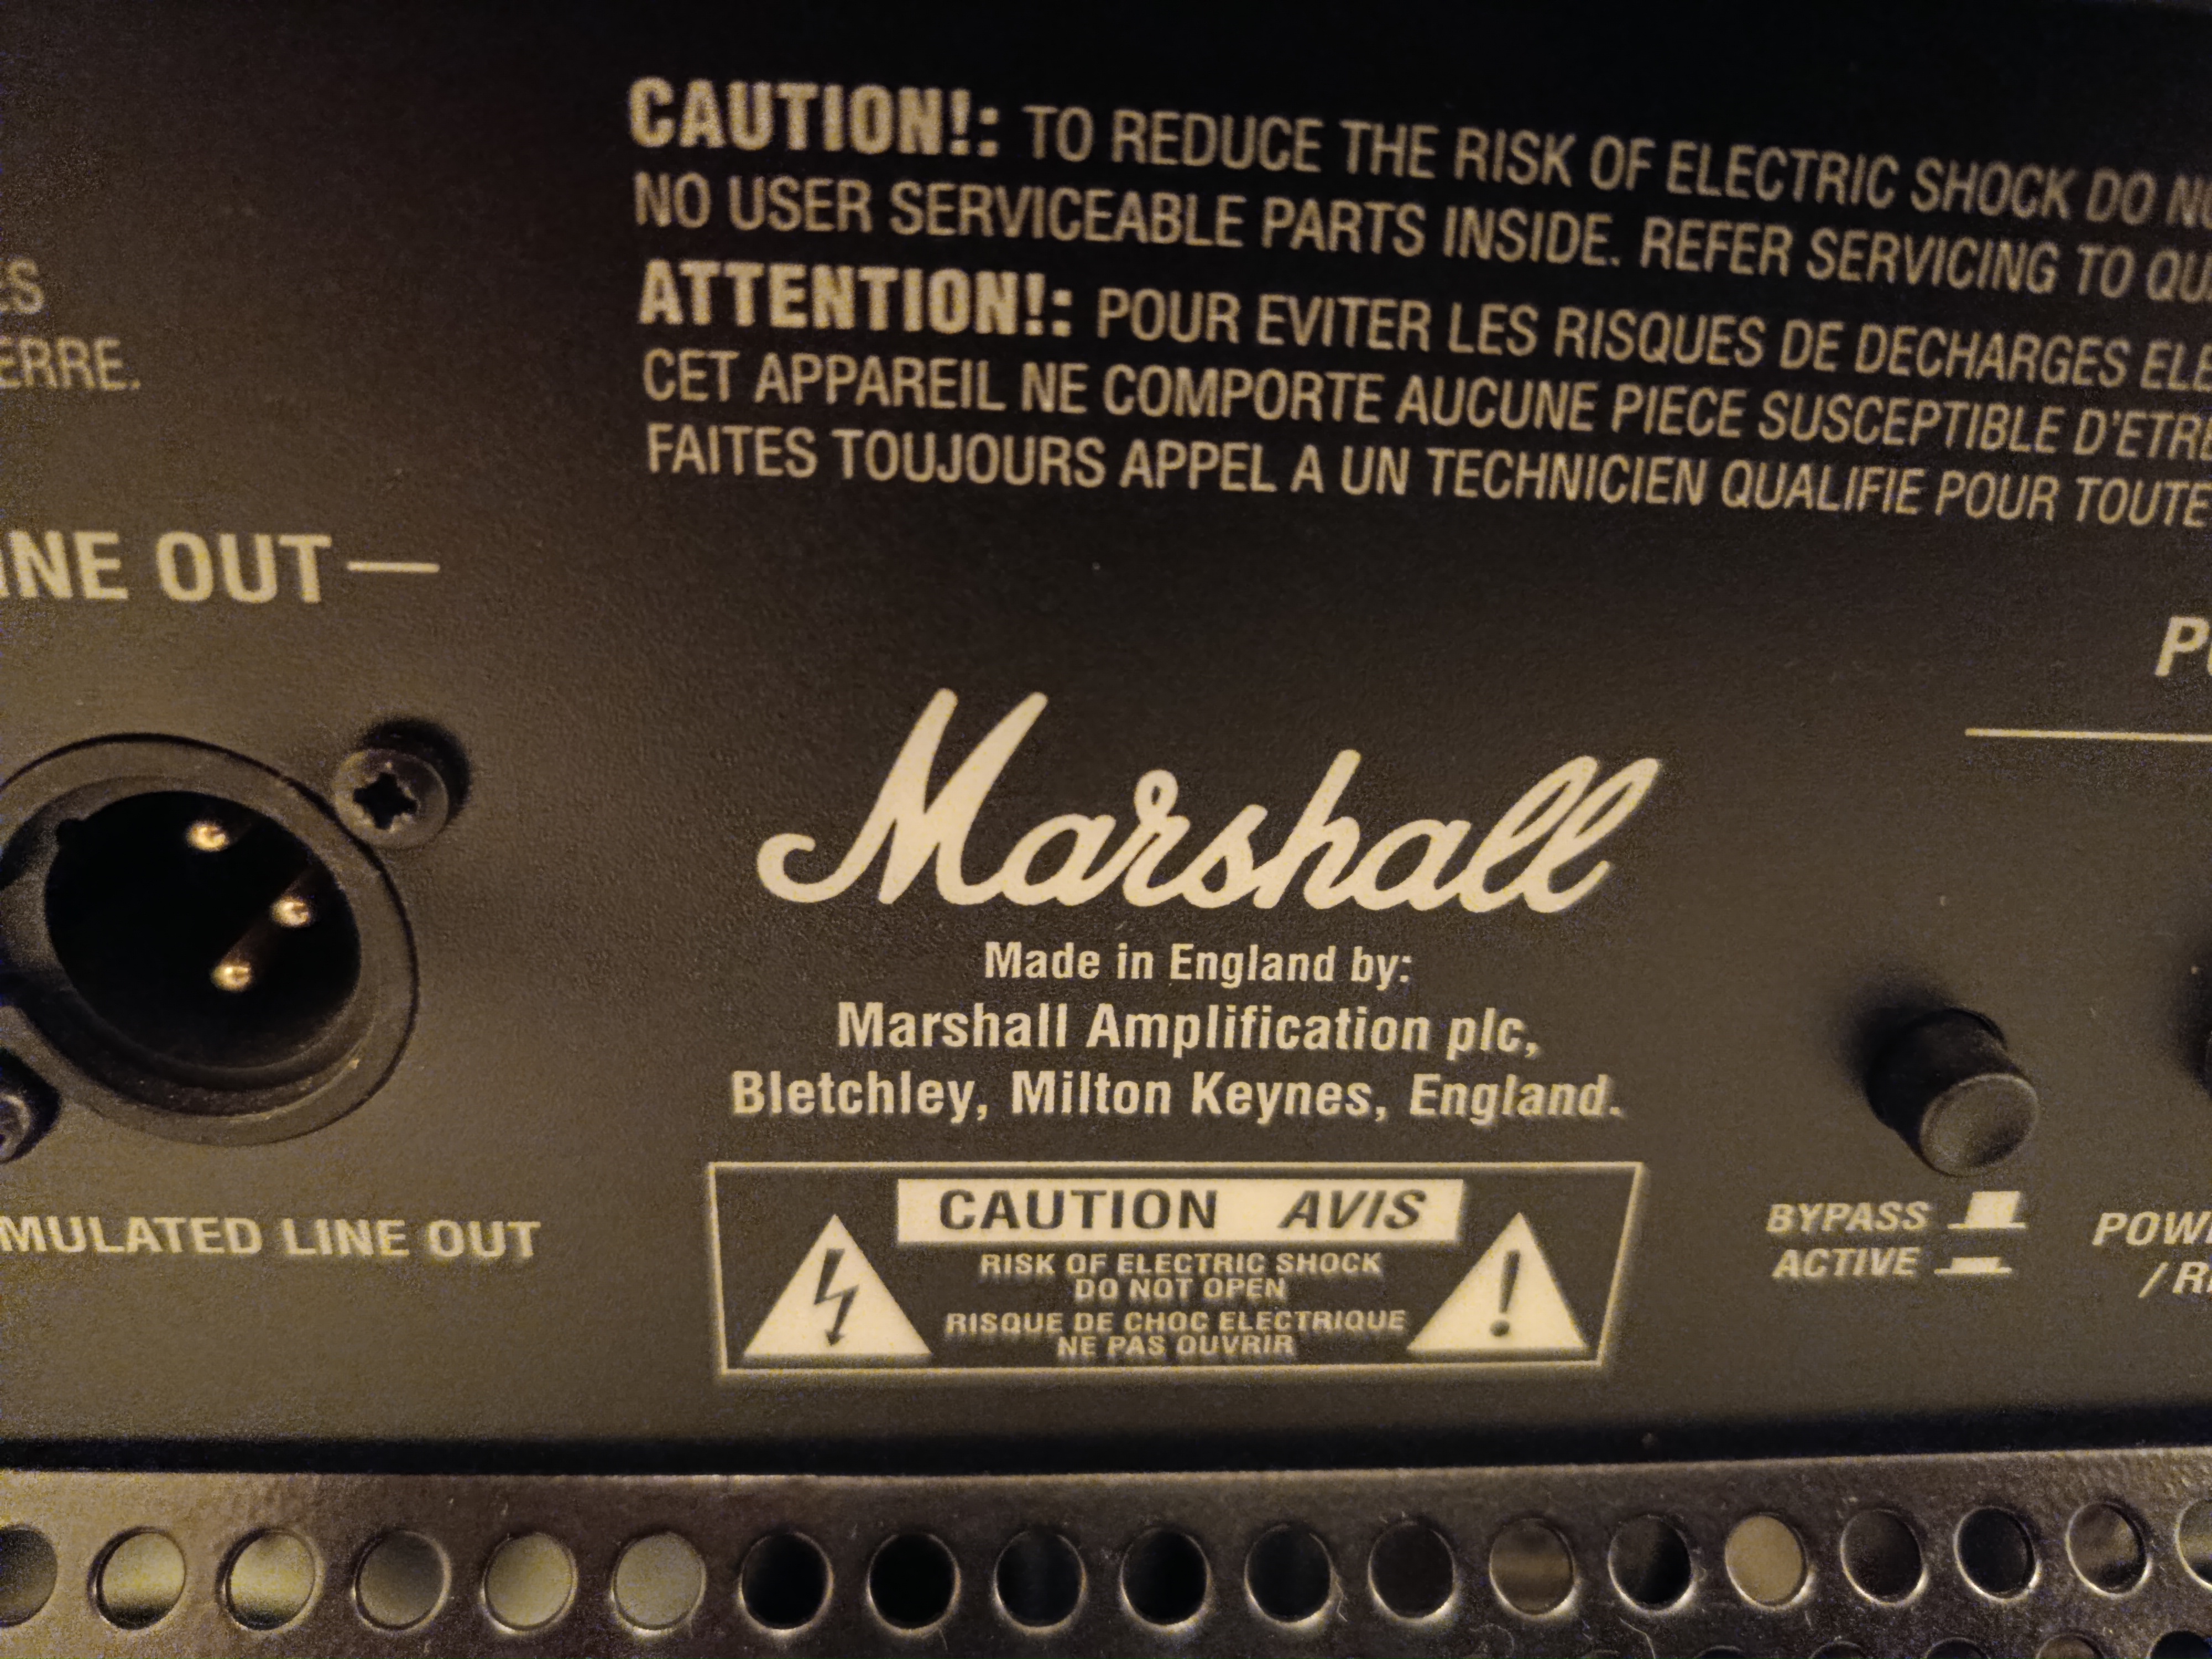 CAUTION!: TO REDUCE THE RISK OF ELECTRIC SHOCK DO
NO USER SERVICEABLE PARTS INSIDE. REFER SERVICING TO
ATTENTION!: POUR EVITER LES RISQUES DE DECHARGES
CET APPAREIL NE COMPORTE AUCUNE PIECE SUSCEPTIBLE
FAITES TOUJOURS APPEL A UN TECHNICIEN QUALIFIE POUR
OUT
Marshall
Made in England by:
Marshall Amplification plc,
Bletchley, Milton Keynes, England.
LINE OUT
CAUTION AVIS
RISK OF ELECTRIC SHOCK
DO NOT OPEN
RISQUE DE CHOC ELECTRIQUE
NE PAS OUVRIR
BYPASS
ACTIVE